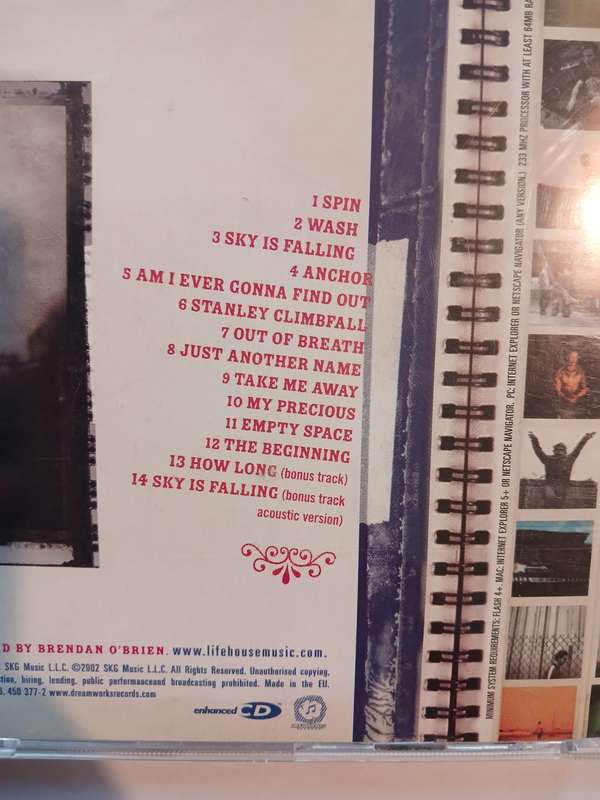 1 SPIN
2 WASH
3 SKY IS FALLING
4 ANCHOR
5 AM I EVER GONNA FIND OUT
6 STANLEY CLIMBFALL
7 OUT OF BREATH
8 JUST ANOTHER NAME
9 TAKE ME AWAY
10 MY PRECIOUS
11 EMPTY SPACE
12 THE BEGINNING
13 HOW LONG (bonus track)
14 SKY IS FALLING (bonus track
acoustic version)
D BY BRENDAN O'BRIEN. www.lifehousemusic.com.
SKG Music L.L.C. ©2002 SKG Music L.L.C. All Rights Reserved. Unauthorised copying,
tion, hiring, lending, public performanceand broadcasting prohibited. Made in the EU.
450 377-2 www.dreamworksrecords.com
enhanced CD
MINIMUM SYSTEM REQUIREMENTS: FLASH 4+. MAC: INTERNET EXPLORER 5+ OR NETSCAPE NAVIGATOR. PC: INTERNET EXPLORER OR NETSCAPE NAVIGATOR (ANY VERSION.) 233 MHZ PROCESSOR WITH AT LEAST 64MB RA